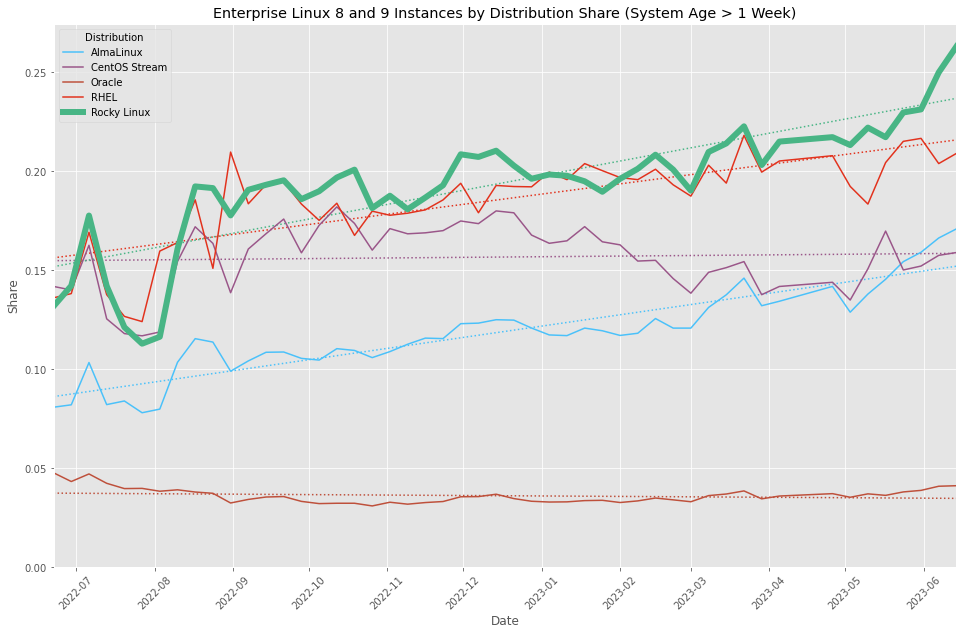 Enterprise Linux 8 and 9 Instances by Distribution Share (System Age > 1 Week)
Distribution
AlmaLinux
CentOS Stream
Oracle
RHEL
Rocky Linux
Share
0.25
0.20
0.15
0.10
0.05
0.00
2022-07
2022-08
2022-09
2022-10
2022-11
2022-12
2023-01
2023-02
2023-03
2023-04
2023-05
2023-06
Date